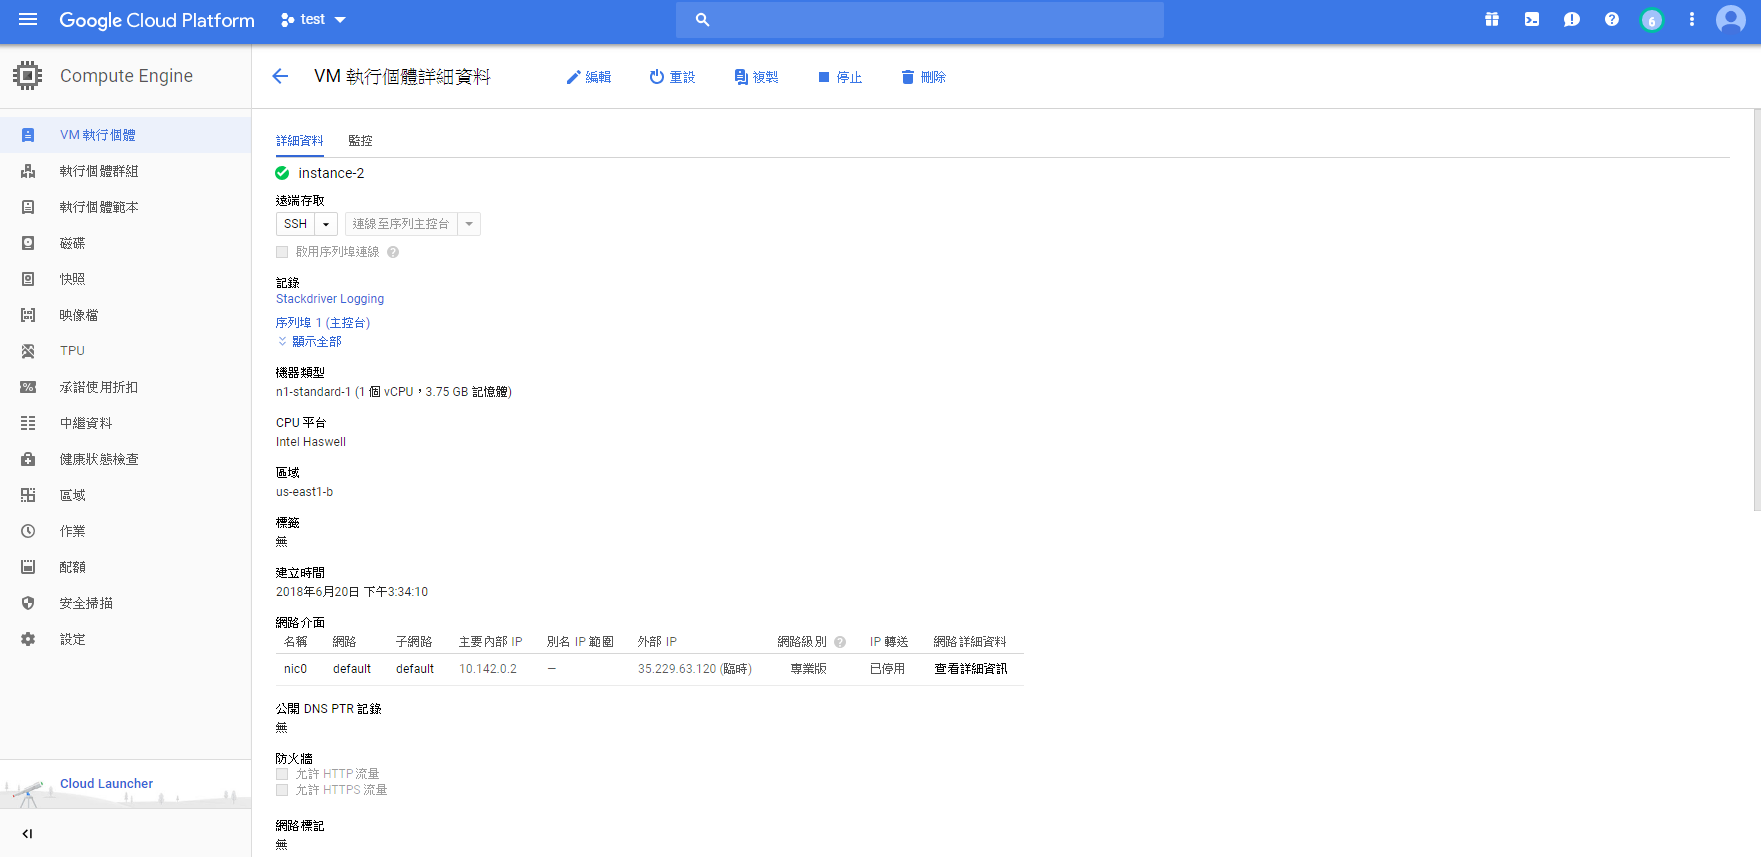 Google Cloud Platform
test
6
Compute Engine
VM 執行個體
執行個體群組
執行個體範本
磁碟
快照
映像檔
TPU
承諾使用折扣
中繼資料
健康狀態檢查
區域
作業
配額
安全掃描
設定
Cloud Launcher
VM 執行個體詳細資料
編輯 重設 複製 停止 刪除
詳細資料 監控
instance-2
遠端存取
SSH 連線至序列主控台
啟用序列埠連線
記錄
Stackdriver Logging
序列埠 1 (主控台)
顯示全部
機器類型
n1-standard-1 (1 個 vCPU，3.75 GB 記憶體)
CPU 平台
Intel Haswell
區域
us-east1-b
標籤
無
建立時間
2018年6月20日 下午3:34:10
網路介面
名稱 網路 子網路 主要內部 IP 別名 IP 範圍 外部 IP 網路級別 IP 轉送 網路詳細資料
nic0 default default 10.142.0.2 — 35.229.63.120 (臨時) 專業版 已停用 查看詳細資訊
公開 DNS PTR 記錄
無
防火牆
允許 HTTP 流量
允許 HTTPS 流量
網路標記
無